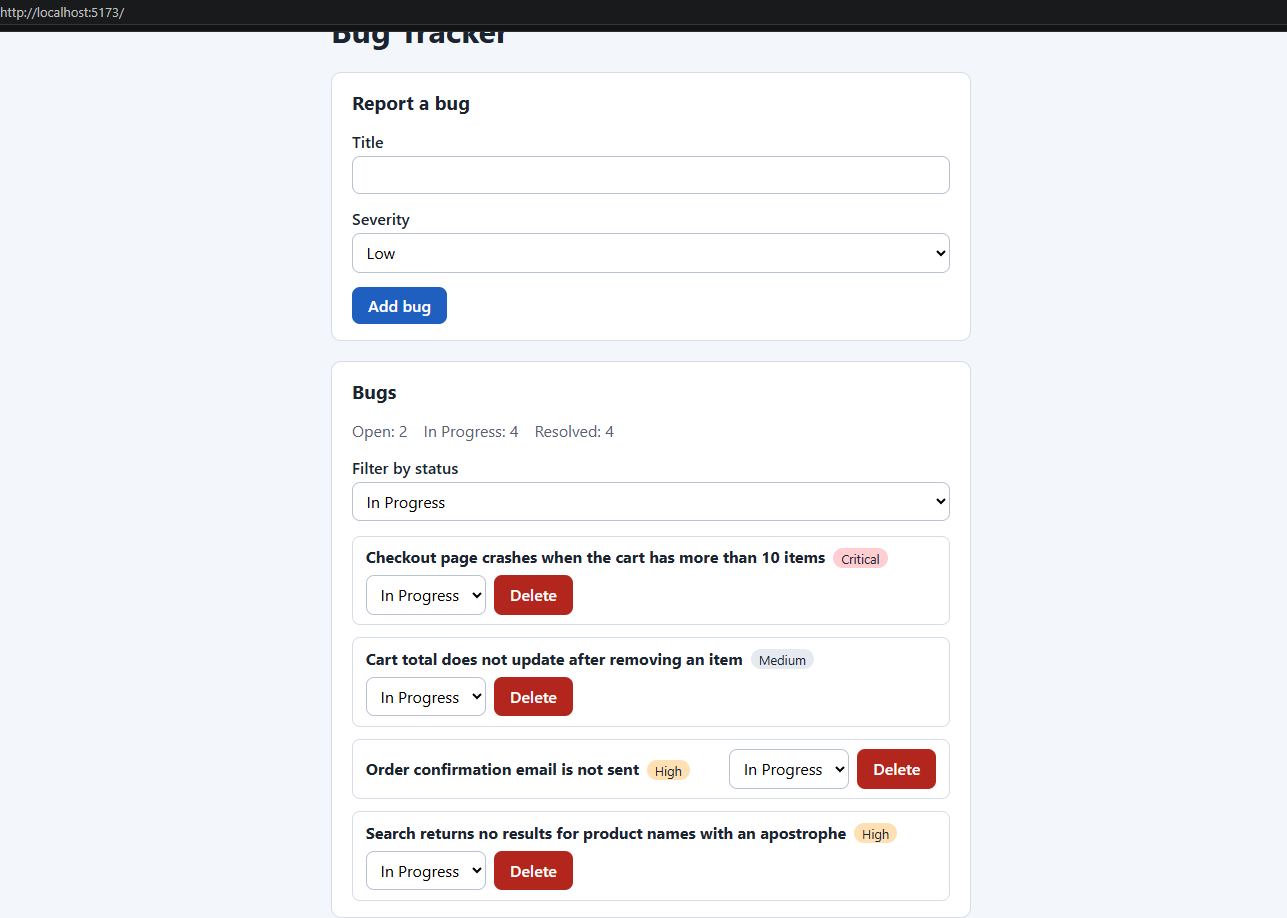 http://localhost:5173/
Bug Tracker
Report a bug
Title
Severity
Low
Add bug
Bugs
Open: 2 In Progress: 4 Resolved: 4
Filter by status
In Progress
Checkout page crashes when the cart has more than 10 items Critical
In Progress Delete
Cart total does not update after removing an item Medium
In Progress Delete
Order confirmation email is not sent High In Progress Delete
Search returns no results for product names with an apostrophe High
In Progress Delete